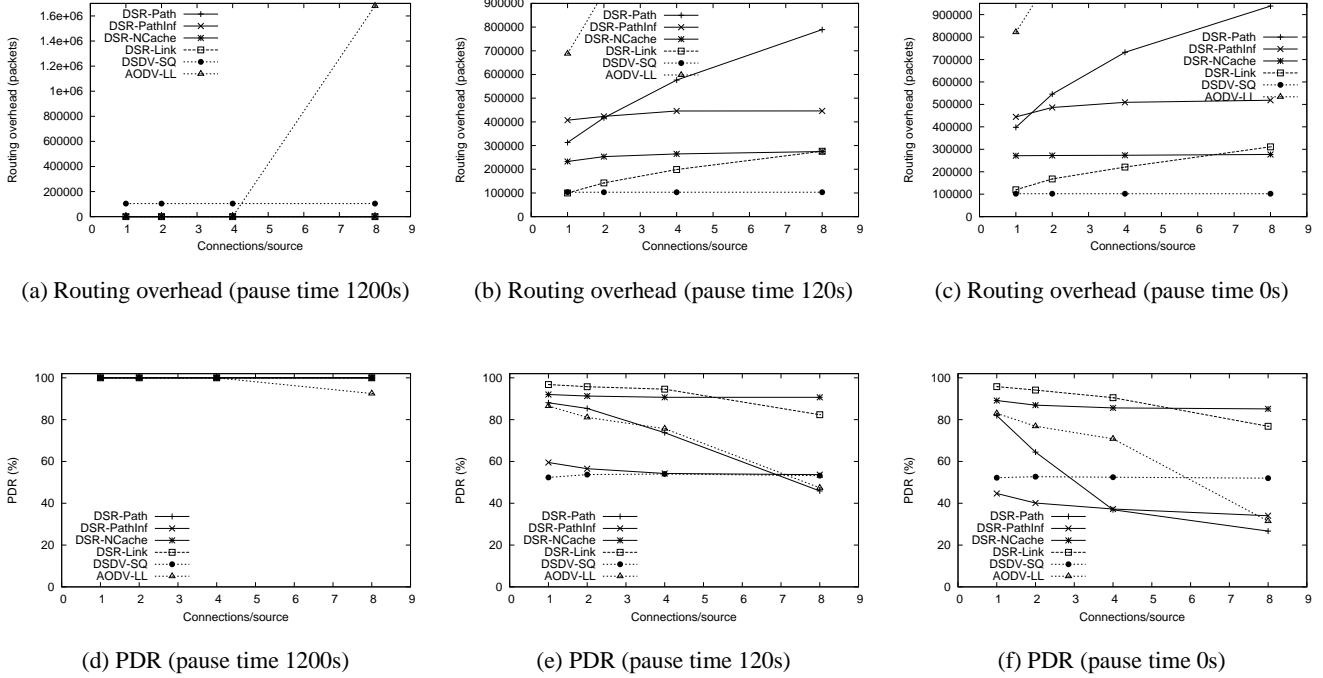 Routing overhead (packets)
1.6e+06
1.4e+06
1.2e+06
1e+06
800000
600000
400000
200000
0
0 1 2 3 4 5 6 7 8 9
Connections/source
DSR-Path
DSR-PathInf
DSR-NCache
DSR-Link
DSDV-SQ
AODV-LL
(a) Routing overhead (pause time 1200s)
Routing overhead (packets)
900000
800000
700000
600000
500000
400000
300000
200000
100000
0
0 1 2 3 4 5 6 7 8 9
Connections/source
DSR-Path
DSR-PathInf
DSR-NCache
DSR-Link
DSDV-SQ
AODV-LL
(b) Routing overhead (pause time 120s)
Routing overhead (packets)
900000
800000
700000
600000
500000
400000
300000
200000
100000
0
0 1 2 3 4 5 6 7 8 9
Connections/source
DSR-Path
DSR-PathInf
DSR-NCache
DSR-Link
DSDV-SQ
AODV-LL
(c) Routing overhead (pause time 0s)
PDR (%)
100
80
60
40
20
0
0 1 2 3 4 5 6 7 8 9
Connections/source
DSR-Path
DSR-PathInf
DSR-NCache
DSR-Link
DSDV-SQ
AODV-LL
(d) PDR (pause time 1200s)
PDR (%)
100
80
60
40
20
0
0 1 2 3 4 5 6 7 8 9
Connections/source
DSR-Path
DSR-PathInf
DSR-NCache
DSR-Link
DSDV-SQ
AODV-LL
(e) PDR (pause time 120s)
PDR (%)
100
80
60
40
20
0
0 1 2 3 4 5 6 7 8 9
Connections/source
DSR-Path
DSR-PathInf
DSR-NCache
DSR-Link
DSDV-SQ
AODV-LL
(f) PDR (pause time 0s)